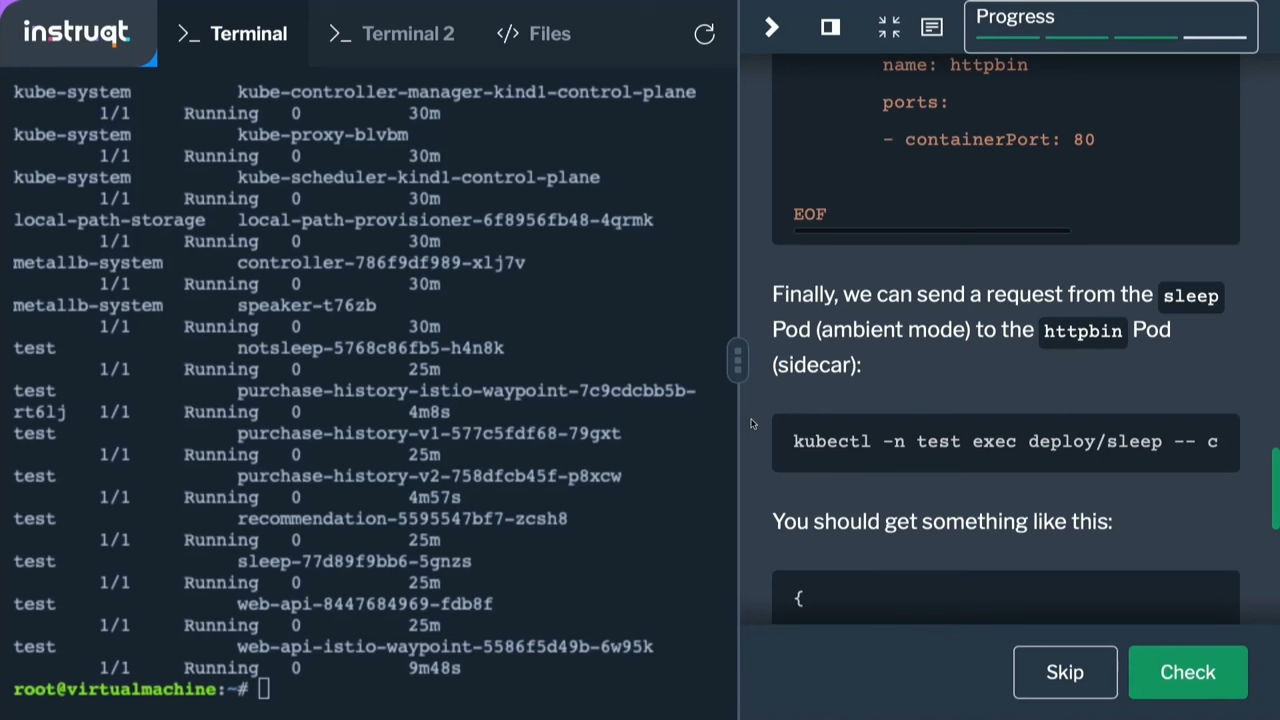 instruqt
>_ Terminal
>_ Terminal 2
</> Files
Progress
kube-system kube-controller-manager-kind1-control-plane
1/1 Running 0 30m
kube-system kube-proxy-blvbm
1/1 Running 0 30m
kube-system kube-scheduler-kind1-control-plane
1/1 Running 0 30m
local-path-storage local-path-provisioner-6f8956fb48-4qrmk
1/1 Running 0 30m
metallb-system controller-786f9df989-xlj7v
1/1 Running 0 30m
metallb-system speaker-t76zb
1/1 Running 0 30m
test notsleep-5768c86fb5-h4n8k
1/1 Running 0 25m
test purchase-history-istio-waypoint-7c9cdcbb5b-
rt6lj 1/1 Running 0 4m8s
test purchase-history-v1-577c5fdf68-79gxt
1/1 Running 0 25m
test purchase-history-v2-758dfcb45f-p8xcw
1/1 Running 0 4m57s
test recommendation-5595547bf7-zcsh8
1/1 Running 0 25m
test sleep-77d89f9bb6-5gnzs
1/1 Running 0 25m
test web-api-8447684969-fdb8f
1/1 Running 0 25m
test web-api-istio-waypoint-5586f5d49b-6w95k
1/1 Running 0 9m48s
root@virtualmachine:~#
name: httpbin
ports:
- containerPort: 80
EOF
Finally, we can send a request from the sleep
Pod (ambient mode) to the httpbin Pod
(sidecar):
kubectl -n test exec deploy/sleep -- c
You should get something like this:
{
Skip
Check